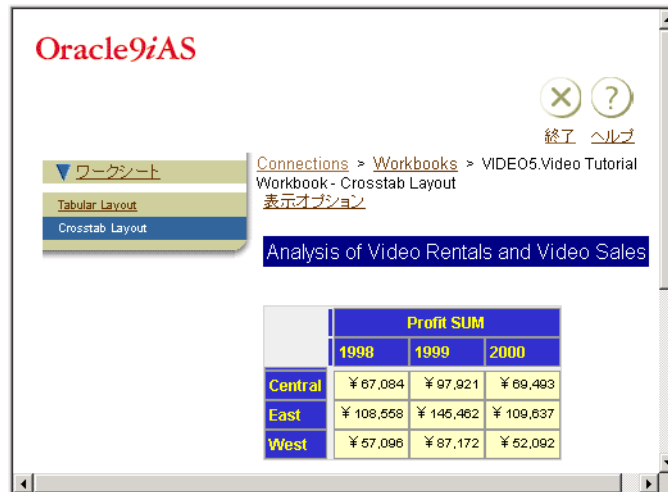 Oracle9iAS
終了 ヘルプ
ワークシート
Tabular Layout
Crosstab Layout
Connections > Workbooks > VIDEO5.Video Tutorial
Workbook - Crosstab Layout
表示オプション
Analysis of Video Rentals and Video Sales
Profit SUM
1998 1999 2000
Central ¥67,084 ¥97,921 ¥69,493
East ¥108,558 ¥145,462 ¥109,637
West ¥57,096 ¥87,172 ¥52,092